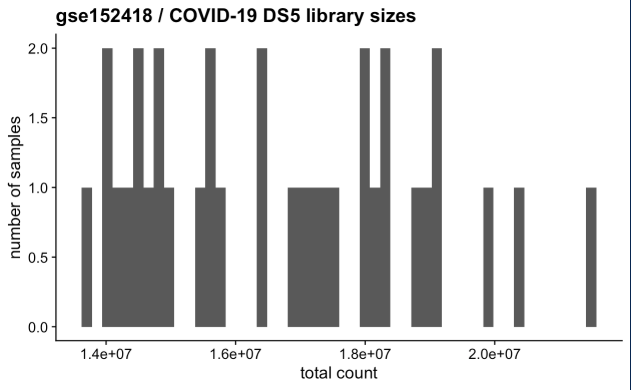 gse152418 / COVID-19 DS5 library sizes
number of samples
2.0
1.5
1.0
0.5
0.0
1.4e+07 1.6e+07 1.8e+07 2.0e+07
total count